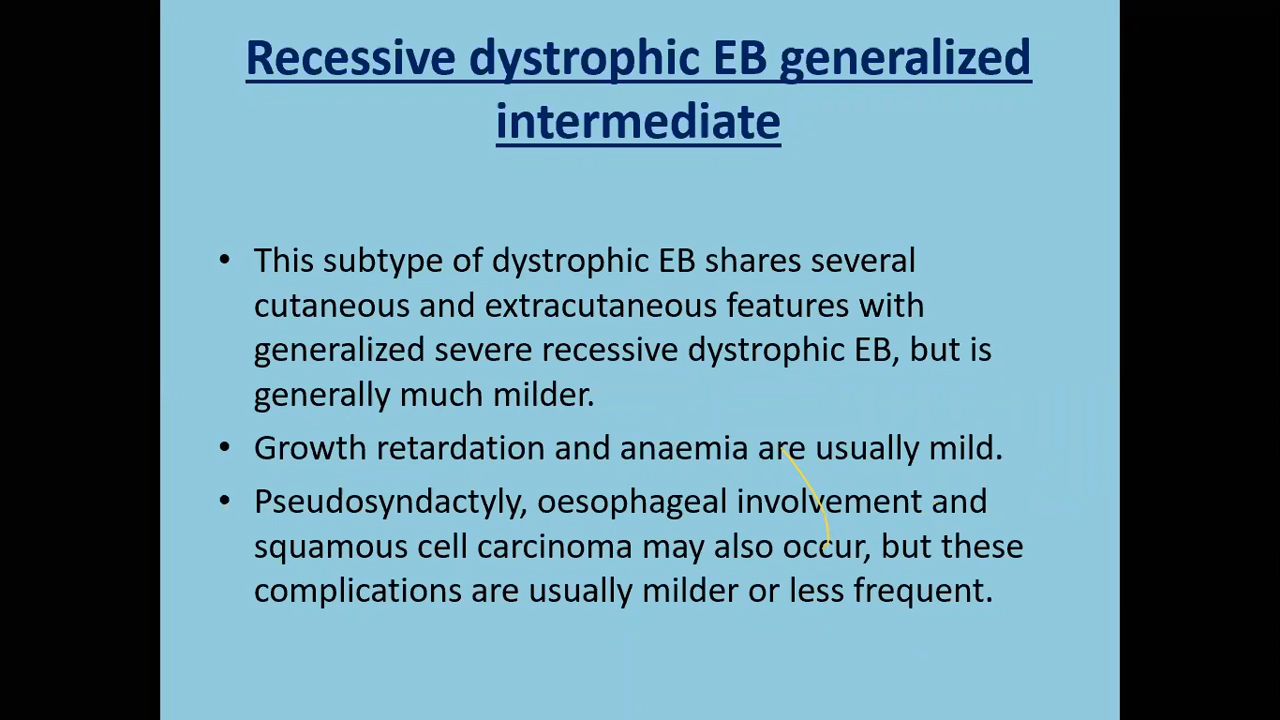 Recessive dystrophic EB generalized
intermediate
• This subtype of dystrophic EB shares several
cutaneous and extracutaneous features with
generalized severe recessive dystrophic EB, but is
generally much milder.
• Growth retardation and anaemia are usually mild.
• Pseudosyndactyly, oesophageal involvement and
squamous cell carcinoma may also occur, but these
complications are usually milder or less frequent.